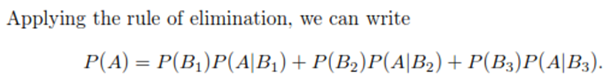 Applying the rule of elimination, we can write
P(A) = P(B₁)P(A|B₁) + P(B₂)P(A|B₂) + P(B₃)P(A|B₃).